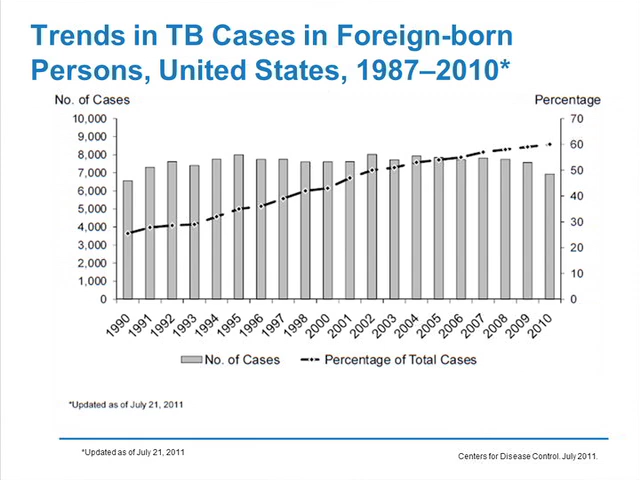 Trends in TB Cases in Foreign-born
Persons, United States, 1987–2010*
No. of Cases
Percentage
10,000
9,000
8,000
7,000
6,000
5,000
4,000
3,000
2,000
1,000
0
70
60
50
40
30
20
10
0
1990 1991 1992 1993 1994 1995 1996 1997 1998 2000 2001 2002 2003 2004 2005 2006 2007 2008 2009 2010
No. of Cases Percentage of Total Cases
*Updated as of July 21, 2011
*Updated as of July 21, 2011
Centers for Disease Control. July 2011.